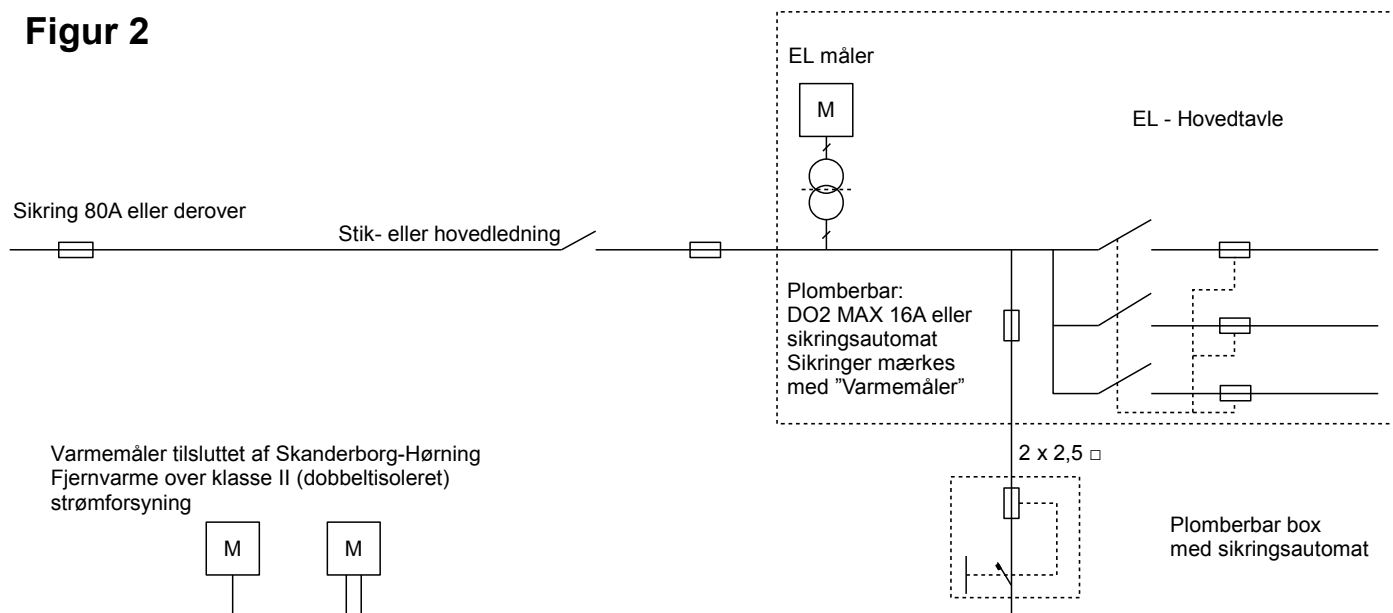 Figur 2
EL måler
M
EL - Hovedtavle
Sikring 80A eller derover
Stik- eller hovedledning
Plomberbar:
DO2 MAX 16A eller
sikringsautomat
Sikringer mærkes
med ”Varmemåler”
2 x 2,5 □
Varmemåler tilsluttet af Skanderborg-Hørning
Fjernvarme over klasse II (dobbeltisoleret)
strømforsyning
M M
Plomberbar box
med sikringsautomat